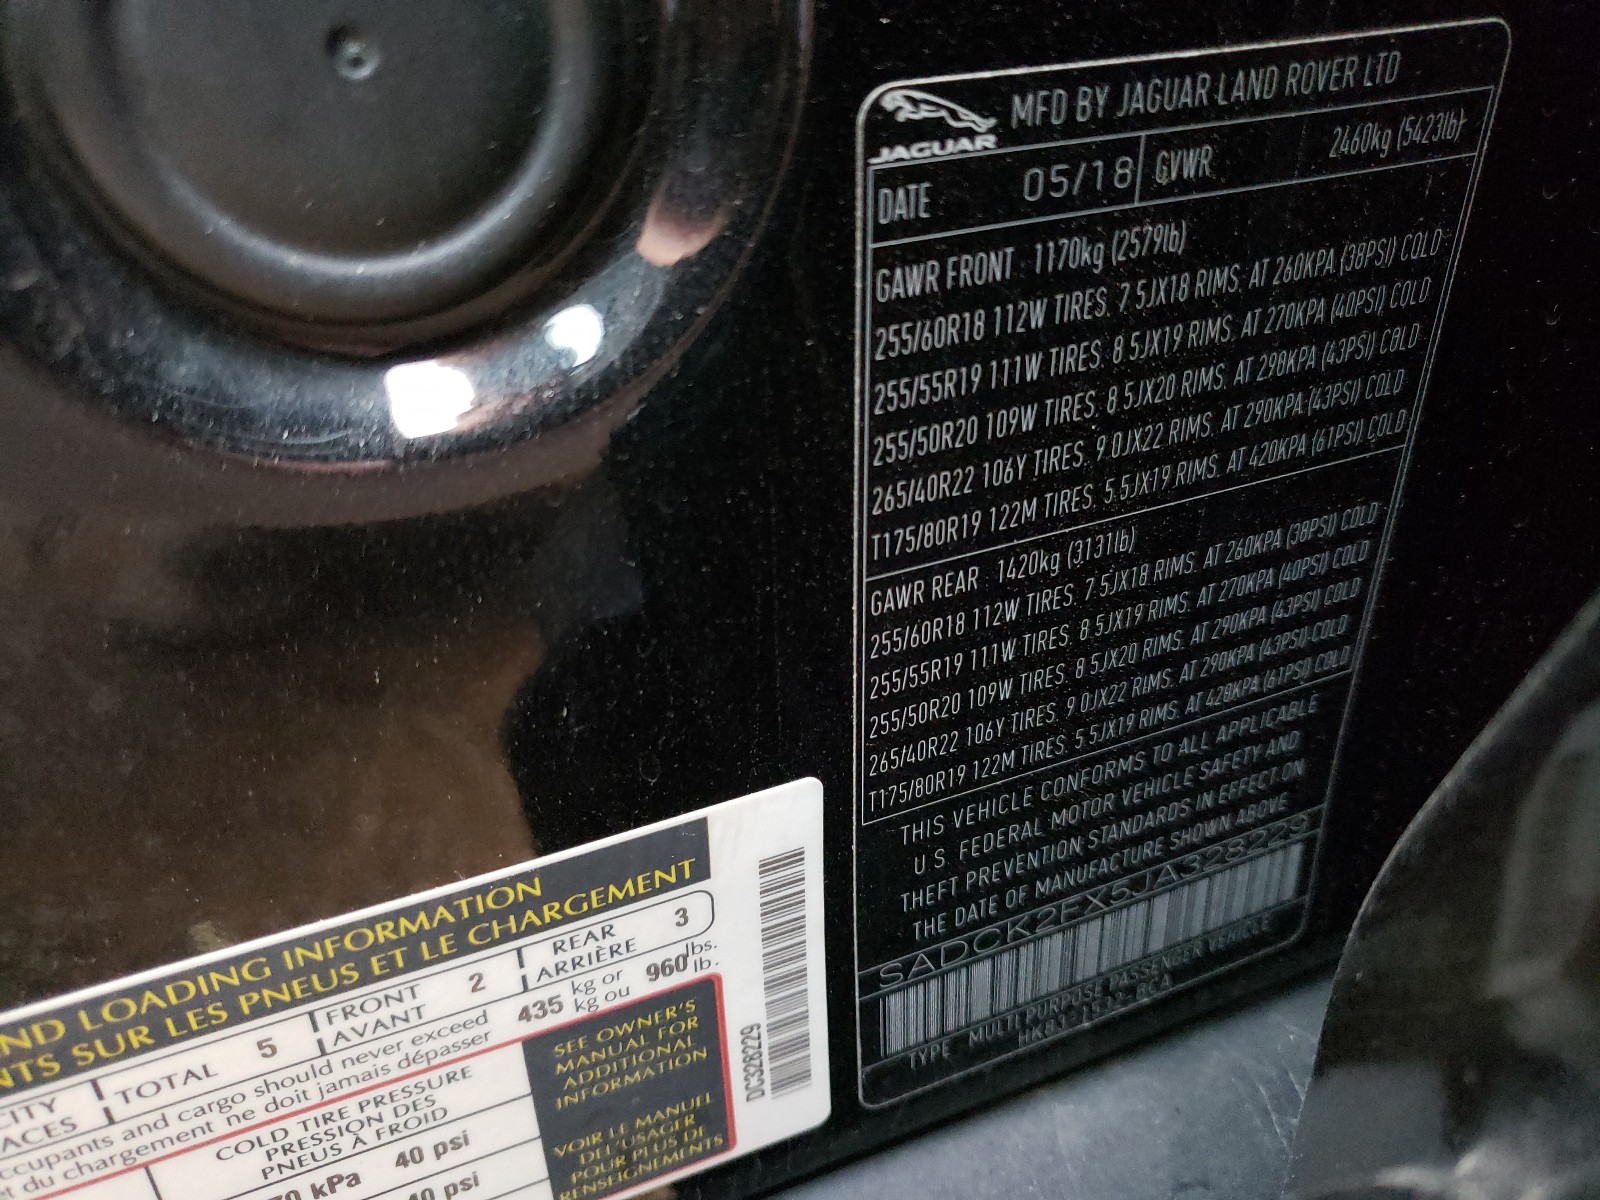 JAGUAR
MFD BY JAGUAR LAND ROVER LTD
DATE 05/18 GVWR 2460kg (5423lb)
GAWR FRONT 1170kg (2579lb)
255/60R18 112W TIRES. 7.5JX18 RIMS. AT 260KPA (38PSI) COLD
255/55R19 111W TIRES. 8.5JX19 RIMS. AT 270KPA (40PSI) COLD
255/50R20 109W TIRES. 8.5JX20 RIMS. AT 290KPA (43PSI) COLD
265/40R22 106Y TIRES. 9.0JX22 RIMS. AT 290KPA (43PSI) COLD
T175/80R19 122M TIRES. 5.5JX19 RIMS. AT 420KPA (61PSI) COLD
GAWR REAR 1420kg (3131lb)
255/60R18 112W TIRES. 7.5JX18 RIMS. AT 260KPA (38PSI) COLD
255/55R19 111W TIRES. 8.5JX19 RIMS. AT 270KPA (40PSI) COLD
255/50R20 109W TIRES. 8.5JX20 RIMS. AT 290KPA (43PSI) COLD
265/40R22 106Y TIRES. 9.0JX22 RIMS. AT 290KPA (43PSI) COLD
T175/80R19 122M TIRES. 5.5JX19 RIMS. AT 420KPA (61PSI) COLD
THIS VEHICLE CONFORMS TO ALL APPLICABLE
U.S. FEDERAL MOTOR VEHICLE SAFETY AND
THEFT PREVENTION STANDARDS IN EFFECT ON
THE DATE OF MANUFACTURE SHOWN ABOVE
SADCK2FX5JA328229
TYPE MULTI PURPOSE PASSENGER VEHICLE
ND LOADING INFORMATION
NTS SUR LES PNEUS ET LE CHARGEMENT
CITY TOTAL 5 FRONT 2 REAR 3
ACES AVANT ARRIÈRE
ccupants and cargo should never exceed 435 kg or 960 lbs.
et du chargement ne doit jamais dépasser kg ou lb.
COLD TIRE PRESSURE
PRESSION DES
PNEUS À FROID
70 kPa 40 psi
40 psi
SEE OWNER'S
MANUAL FOR
ADDITIONAL
INFORMATION
VOIR LE MANUEL
DE L'USAGER
POUR PLUS DE
RENSEIGNEMENTS
DC328229